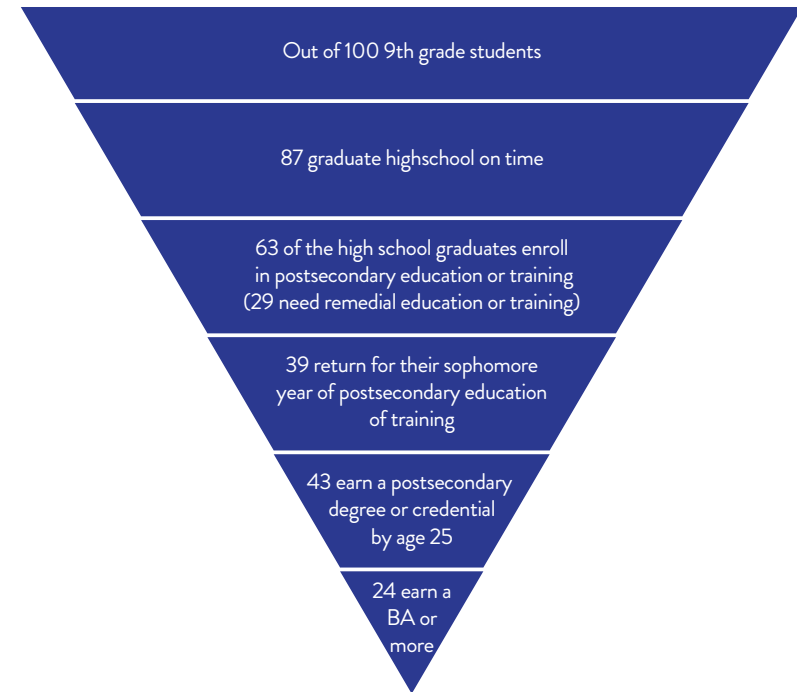 Out of 100 9th grade students
87 graduate highschool on time
63 of the high school graduates enroll
in postsecondary education or training
(29 need remedial education or training)
39 return for their sophomore
year of postsecondary education
of training
43 earn a postsecondary
degree or credential
by age 25
24 earn a
BA or
more